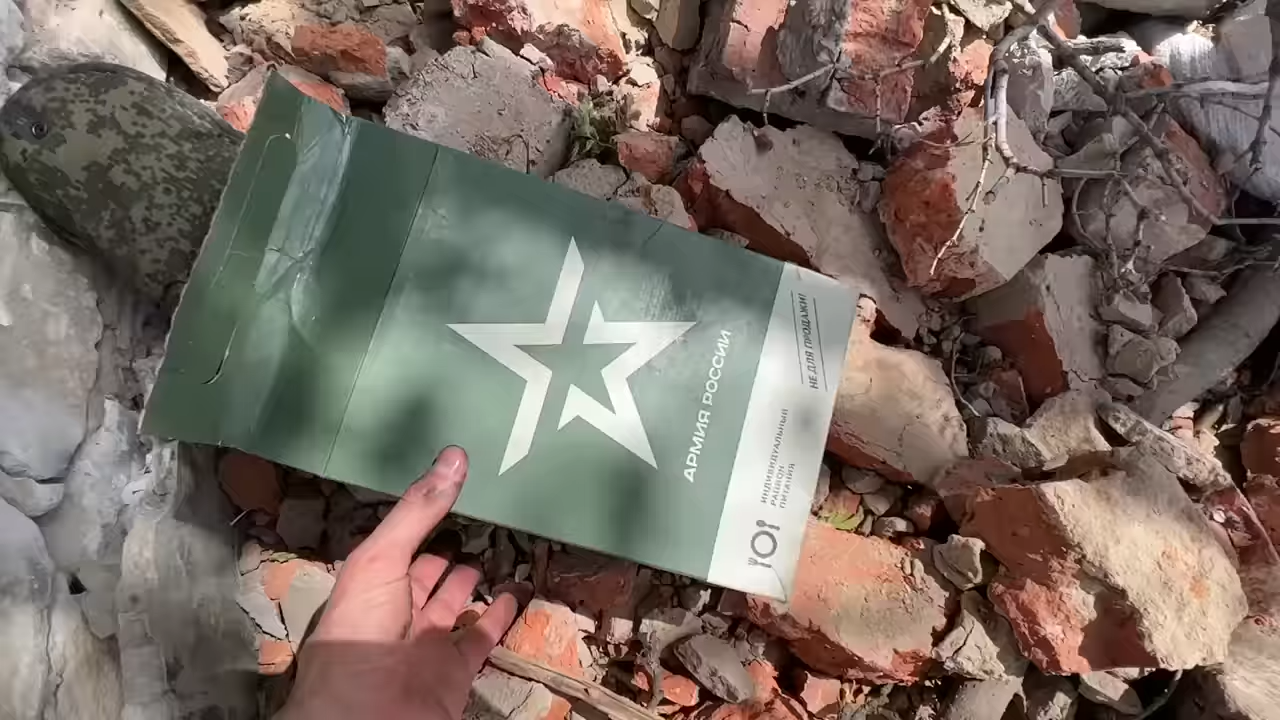 АРМИЯ РОССИИ
ИНДИВИДУАЛЬНЫЙ
РАЦИОН
ПИТАНИЯ
НЕ ДЛЯ ПРОДАЖИ!